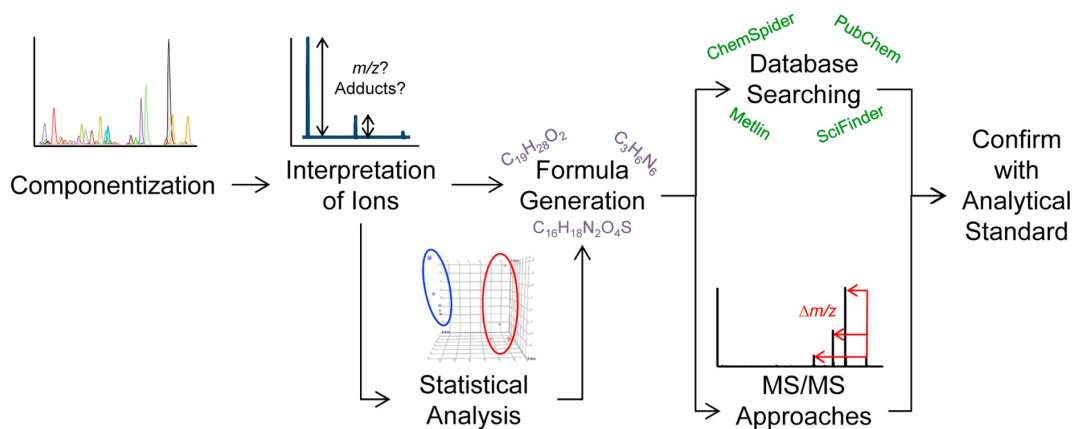 Componentization
m/z?
Adducts?
Interpretation
of Ions
C₁₉H₂₈O₂
C₃H₆N₆
Formula
Generation
C₁₆H₁₈N₂O₄S
Statistical
Analysis
ChemSpider
PubChem
Database
Searching
Metlin
SciFinder
Δm/z
MS/MS
Approaches
Confirm
with
Analytical
Standard